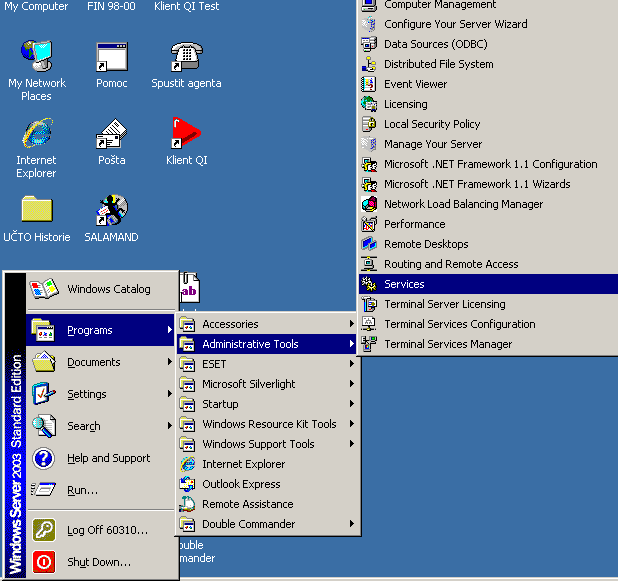 My Computer
FIN 98-00
Klient QI Test
My Network
Places
Pomoc
Spustit agenta
Internet
Explorer
Pošta
Klient QI
UČTO Historie
SALAMAND
Computer Management
Configure Your Server Wizard
Data Sources (ODBC)
Distributed File System
Event Viewer
Licensing
Local Security Policy
Manage Your Server
Microsoft .NET Framework 1.1 Configuration
Microsoft .NET Framework 1.1 Wizards
Network Load Balancing Manager
Performance
Remote Desktops
Routing and Remote Access
Services
Terminal Server Licensing
Terminal Services Configuration
Terminal Services Manager
Windows Server 2003 Standard Edition
Windows Catalog
Programs
Documents
Settings
Search
Help and Support
Run...
Log Off 60310...
Shut Down...
ab
Accessories
Administrative Tools
ESET
Microsoft Silverlight
Startup
Windows Resource Kit Tools
Windows Support Tools
Internet Explorer
Outlook Express
Remote Assistance
Double Commander
ouble
mander